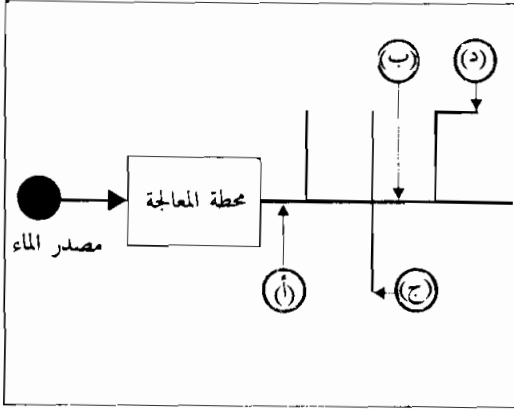 (ب)
(د)
محطة المعالجة
مصدر الماء
(أ)
(ج)